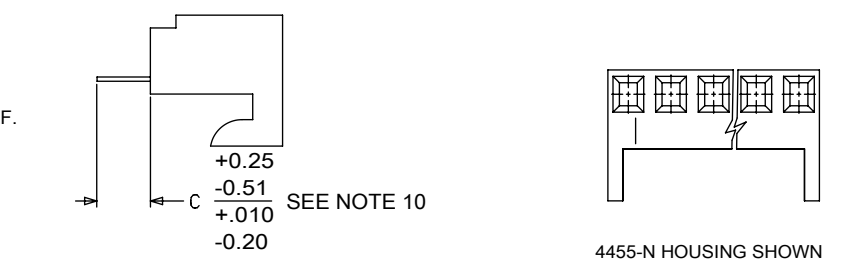 F.
+0.25
-0.51
C SEE NOTE 10
+.010
-0.20
4455-N HOUSING SHOWN